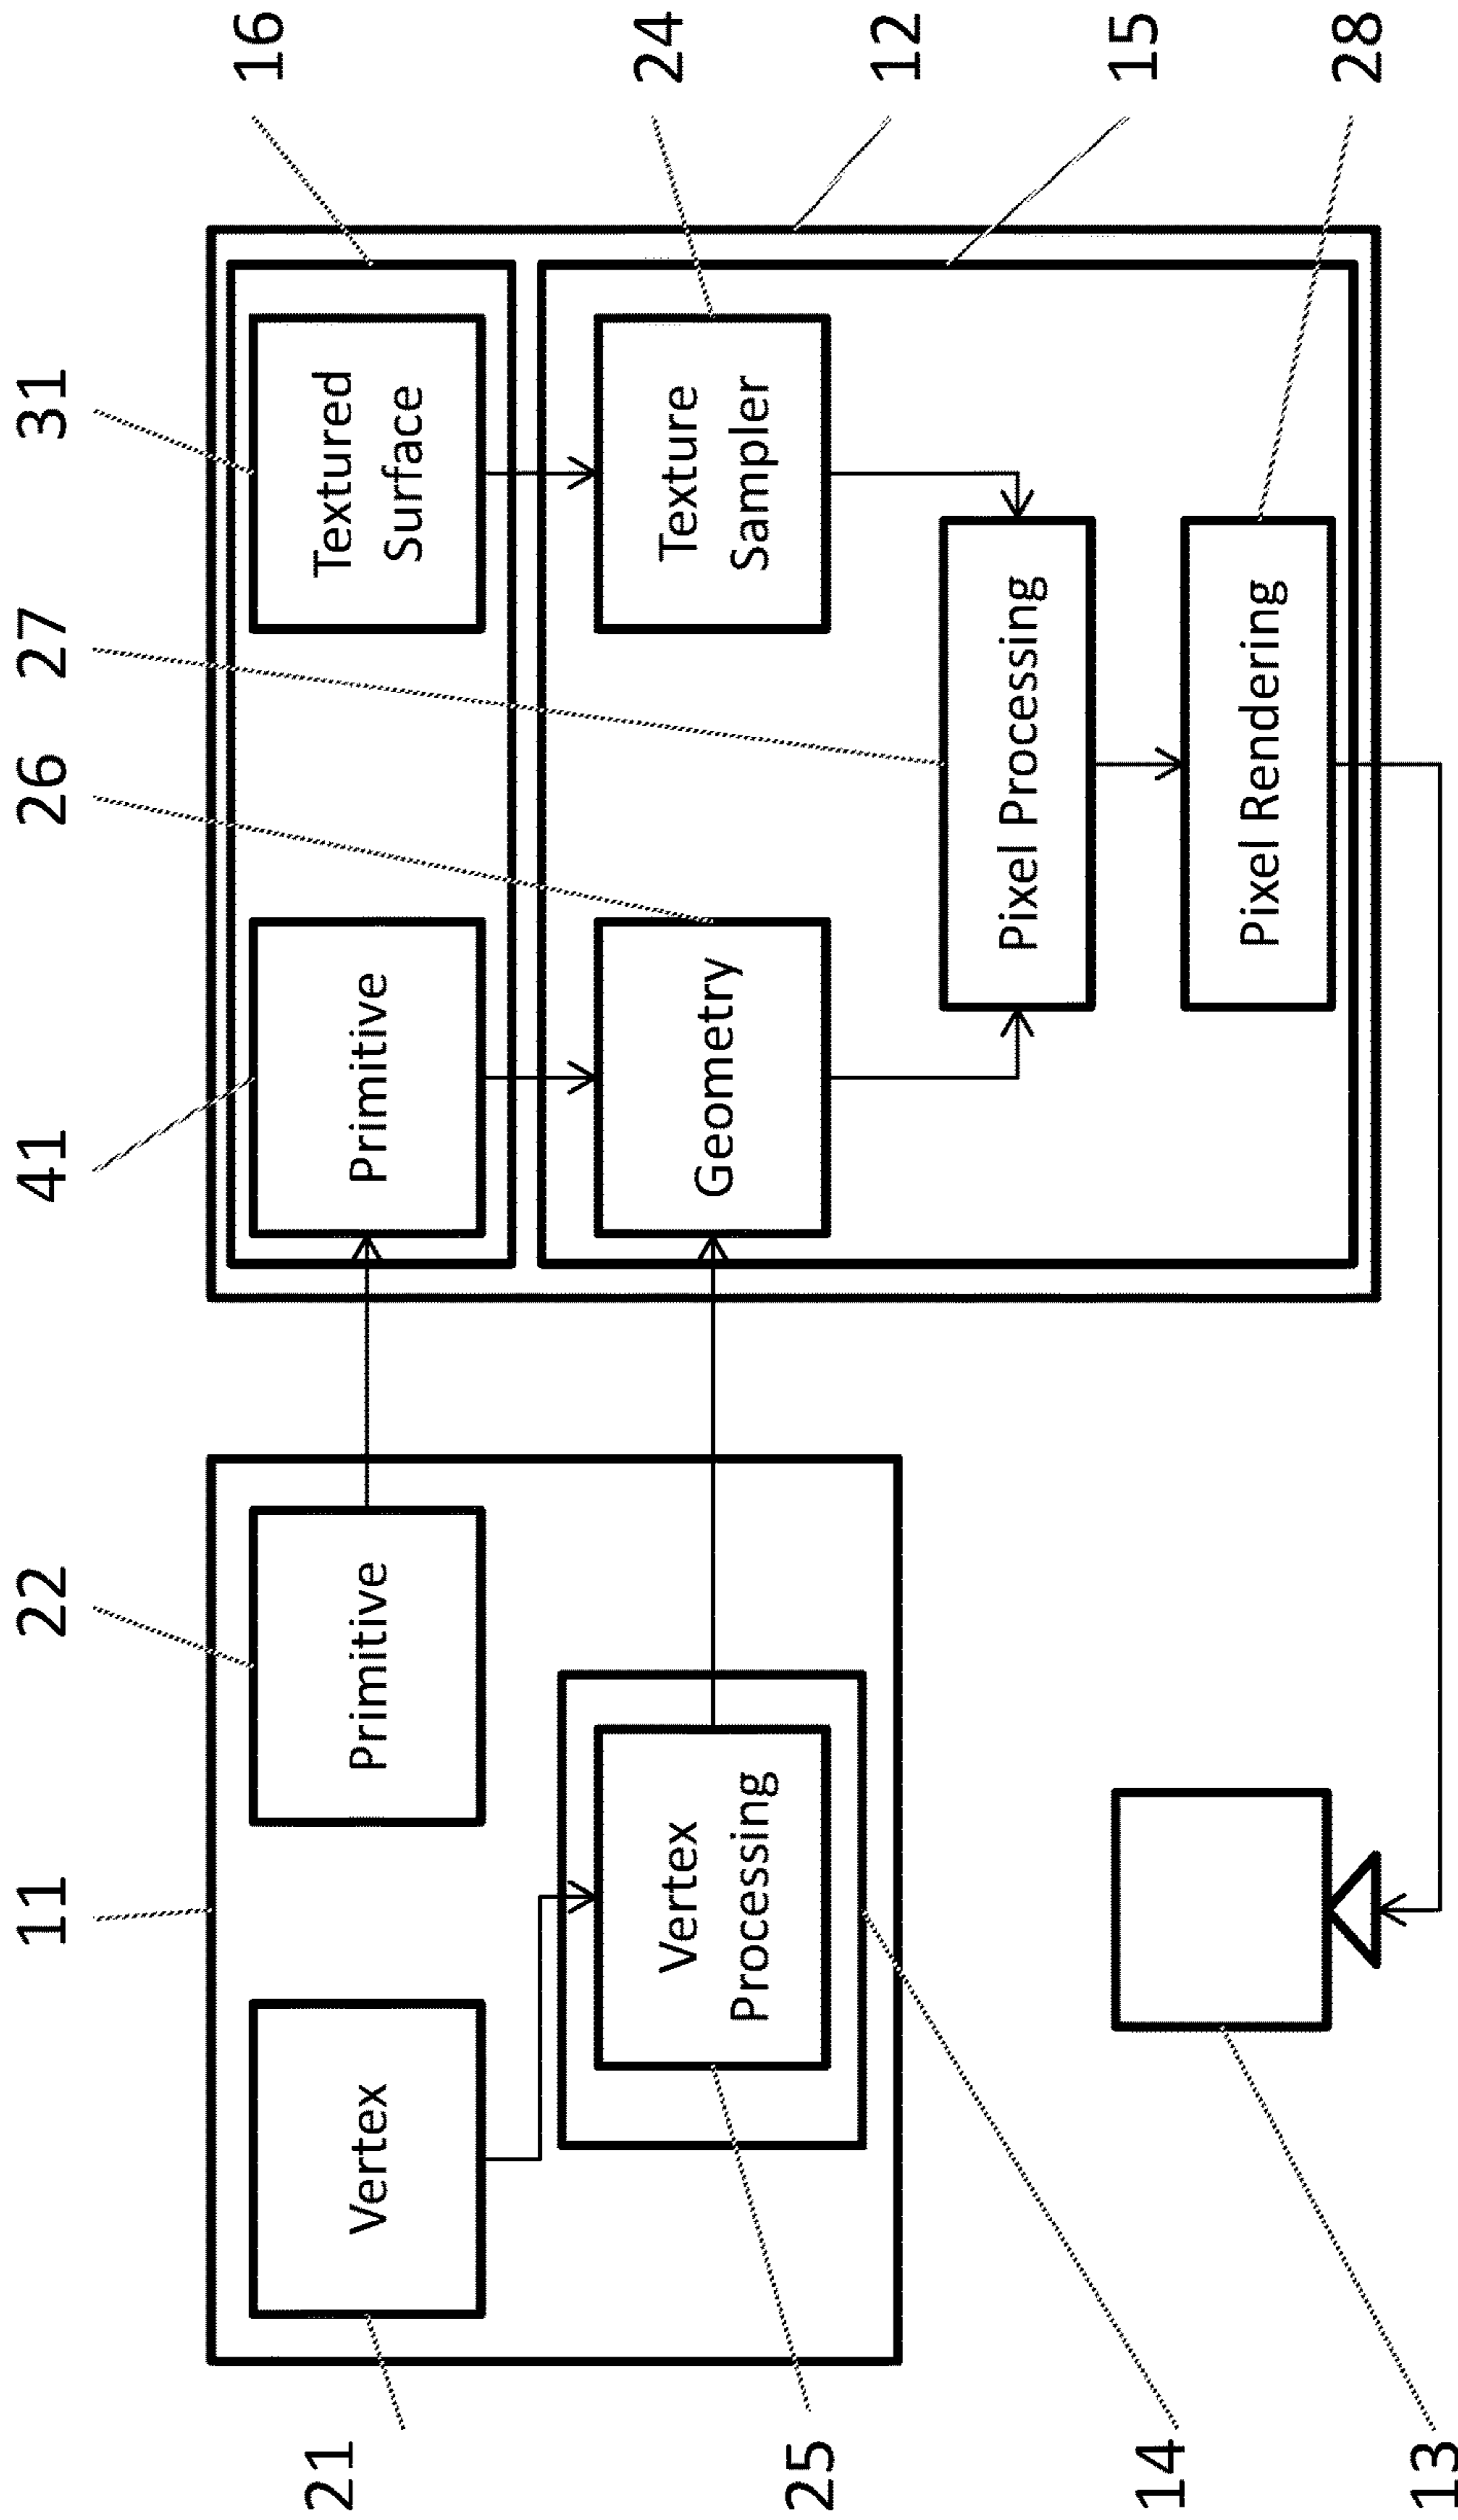 11
22
41
26
27
31
16
Vertex
Primitive
Primitive
Textured
Surface
21
24
Vertex
Processing
Geometry
Texture
Sampler
25
12
Pixel Processing
15
14
Pixel Rendering
28
13